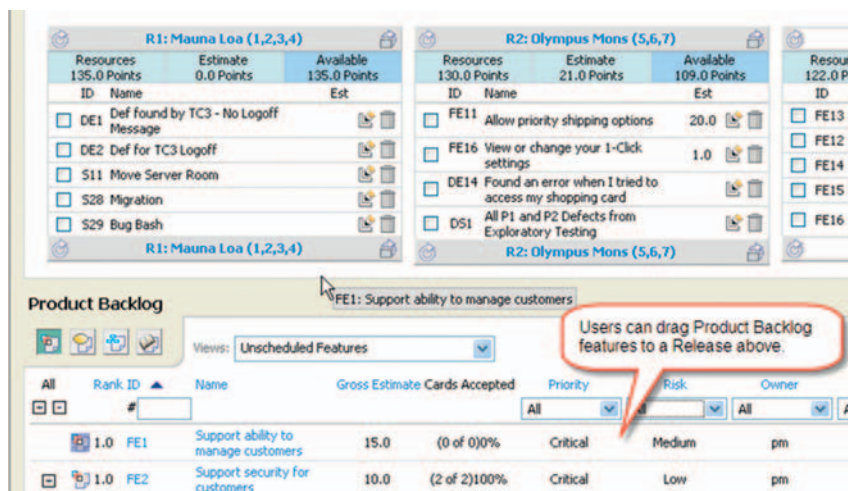 R1: Mauna Loa (1,2,3,4)
Resources Estimate Available
135.0 Points 0.0 Points 135.0 Points
ID Name Est
DE1 Def found by TC3 - No Logoff
Message
DE2 Def for TC3 Logoff
S11 Move Server Room
S28 Migration
S29 Bug Bash
R1: Mauna Loa (1,2,3,4)
R2: Olympus Mons (5,6,7)
Resources Estimate Available
130.0 Points 21.0 Points 109.0 Points
ID Name Est
FE11 Allow priority shipping options 20.0
FE16 View or change your 1-Click
settings 1.0
DE14 Found an error when I tried to
access my shopping card
DS1 All P1 and P2 Defects from
Exploratory Testing
R2: Olympus Mons (5,6,7)
122.0 P
ID
FE13
FE12
FE14
FE15
FE16
FE1: Support ability to manage customers
Product Backlog
Users can drag Product Backlog
features to a Release above.
Views: Unscheduled Features
All Rank ID Name Gross Estimate Cards Accepted Priority Risk Owner
# All All
1.0 FE1 Support ability to
manage customers 15.0 (0 of 0)0% Critical Medium pm
1.0 FE2 Support security for
customers 10.0 (2 of 2)100% Critical Low pm